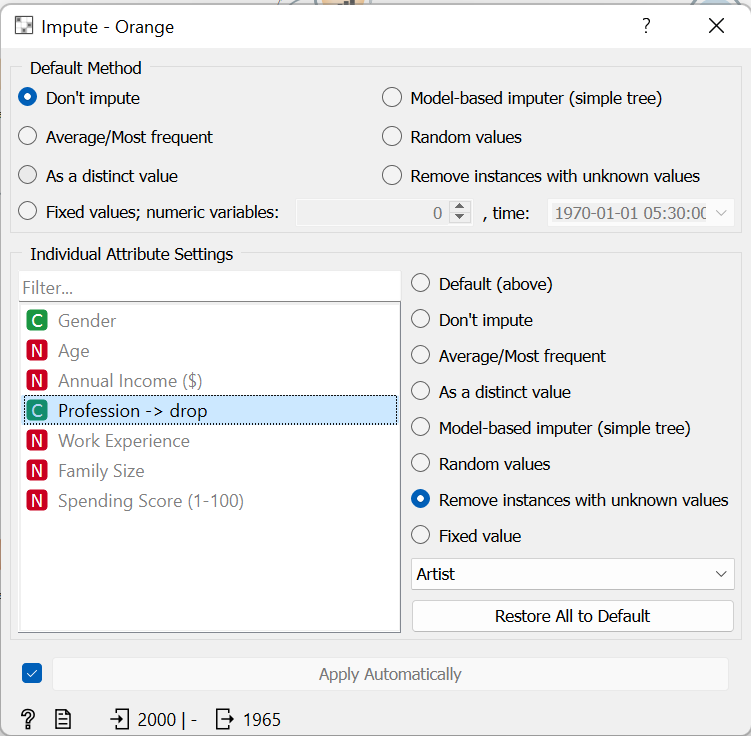 Impute - Orange ?
Default Method
Don't impute Model-based imputer (simple tree)
Average/Most frequent Random values
As a distinct value Remove instances with unknown values
Fixed values; numeric variables: 0 , time: 1970-01-01 05:30:00
Individual Attribute Settings
Filter... Default (above)
C Gender Don't impute
N Age Average/Most frequent
N Annual Income ($) As a distinct value
C Profession -> drop Model-based imputer (simple tree)
N Work Experience Random values
N Family Size Remove instances with unknown values
N Spending Score (1-100) Fixed value
Artist
Restore All to Default
Apply Automatically
? 2000 | - 1965